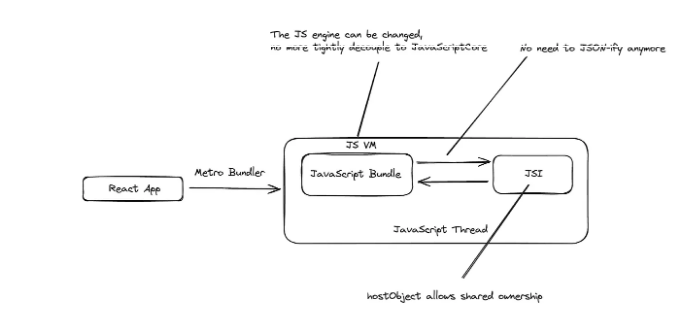 The JS engine can be changed,
no more tightly decouple to JavaScriptCore
No need to JSON-ify anymore
JS VM
Metro Bundler
React App
JavaScript Bundle
JSI
JavaScript Thread
hostObject allows shared ownership